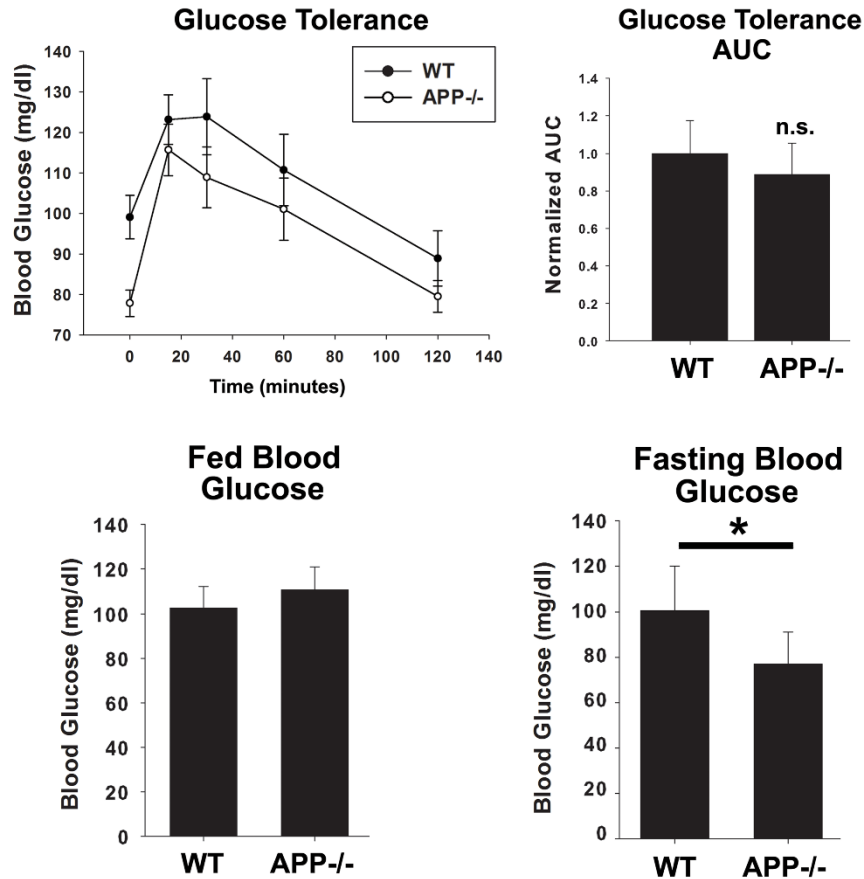 Glucose Tolerance
Blood Glucose (mg/dl)
140
130
120
110
100
90
80
70
WT
APP-/-
0 20 40 60 80 100 120 140
Time (minutes)
Glucose Tolerance
AUC
Normalized AUC
1.4
1.2
1.0
0.8
0.6
0.4
0.2
0.0
n.s.
WT APP-/-
Fed Blood
Glucose
Blood Glucose (mg/dl)
140
120
100
80
60
40
20
0
WT APP-/-
Fasting Blood
Glucose
Blood Glucose (mg/dl)
140
120
100
80
60
40
20
0
*
WT APP-/-